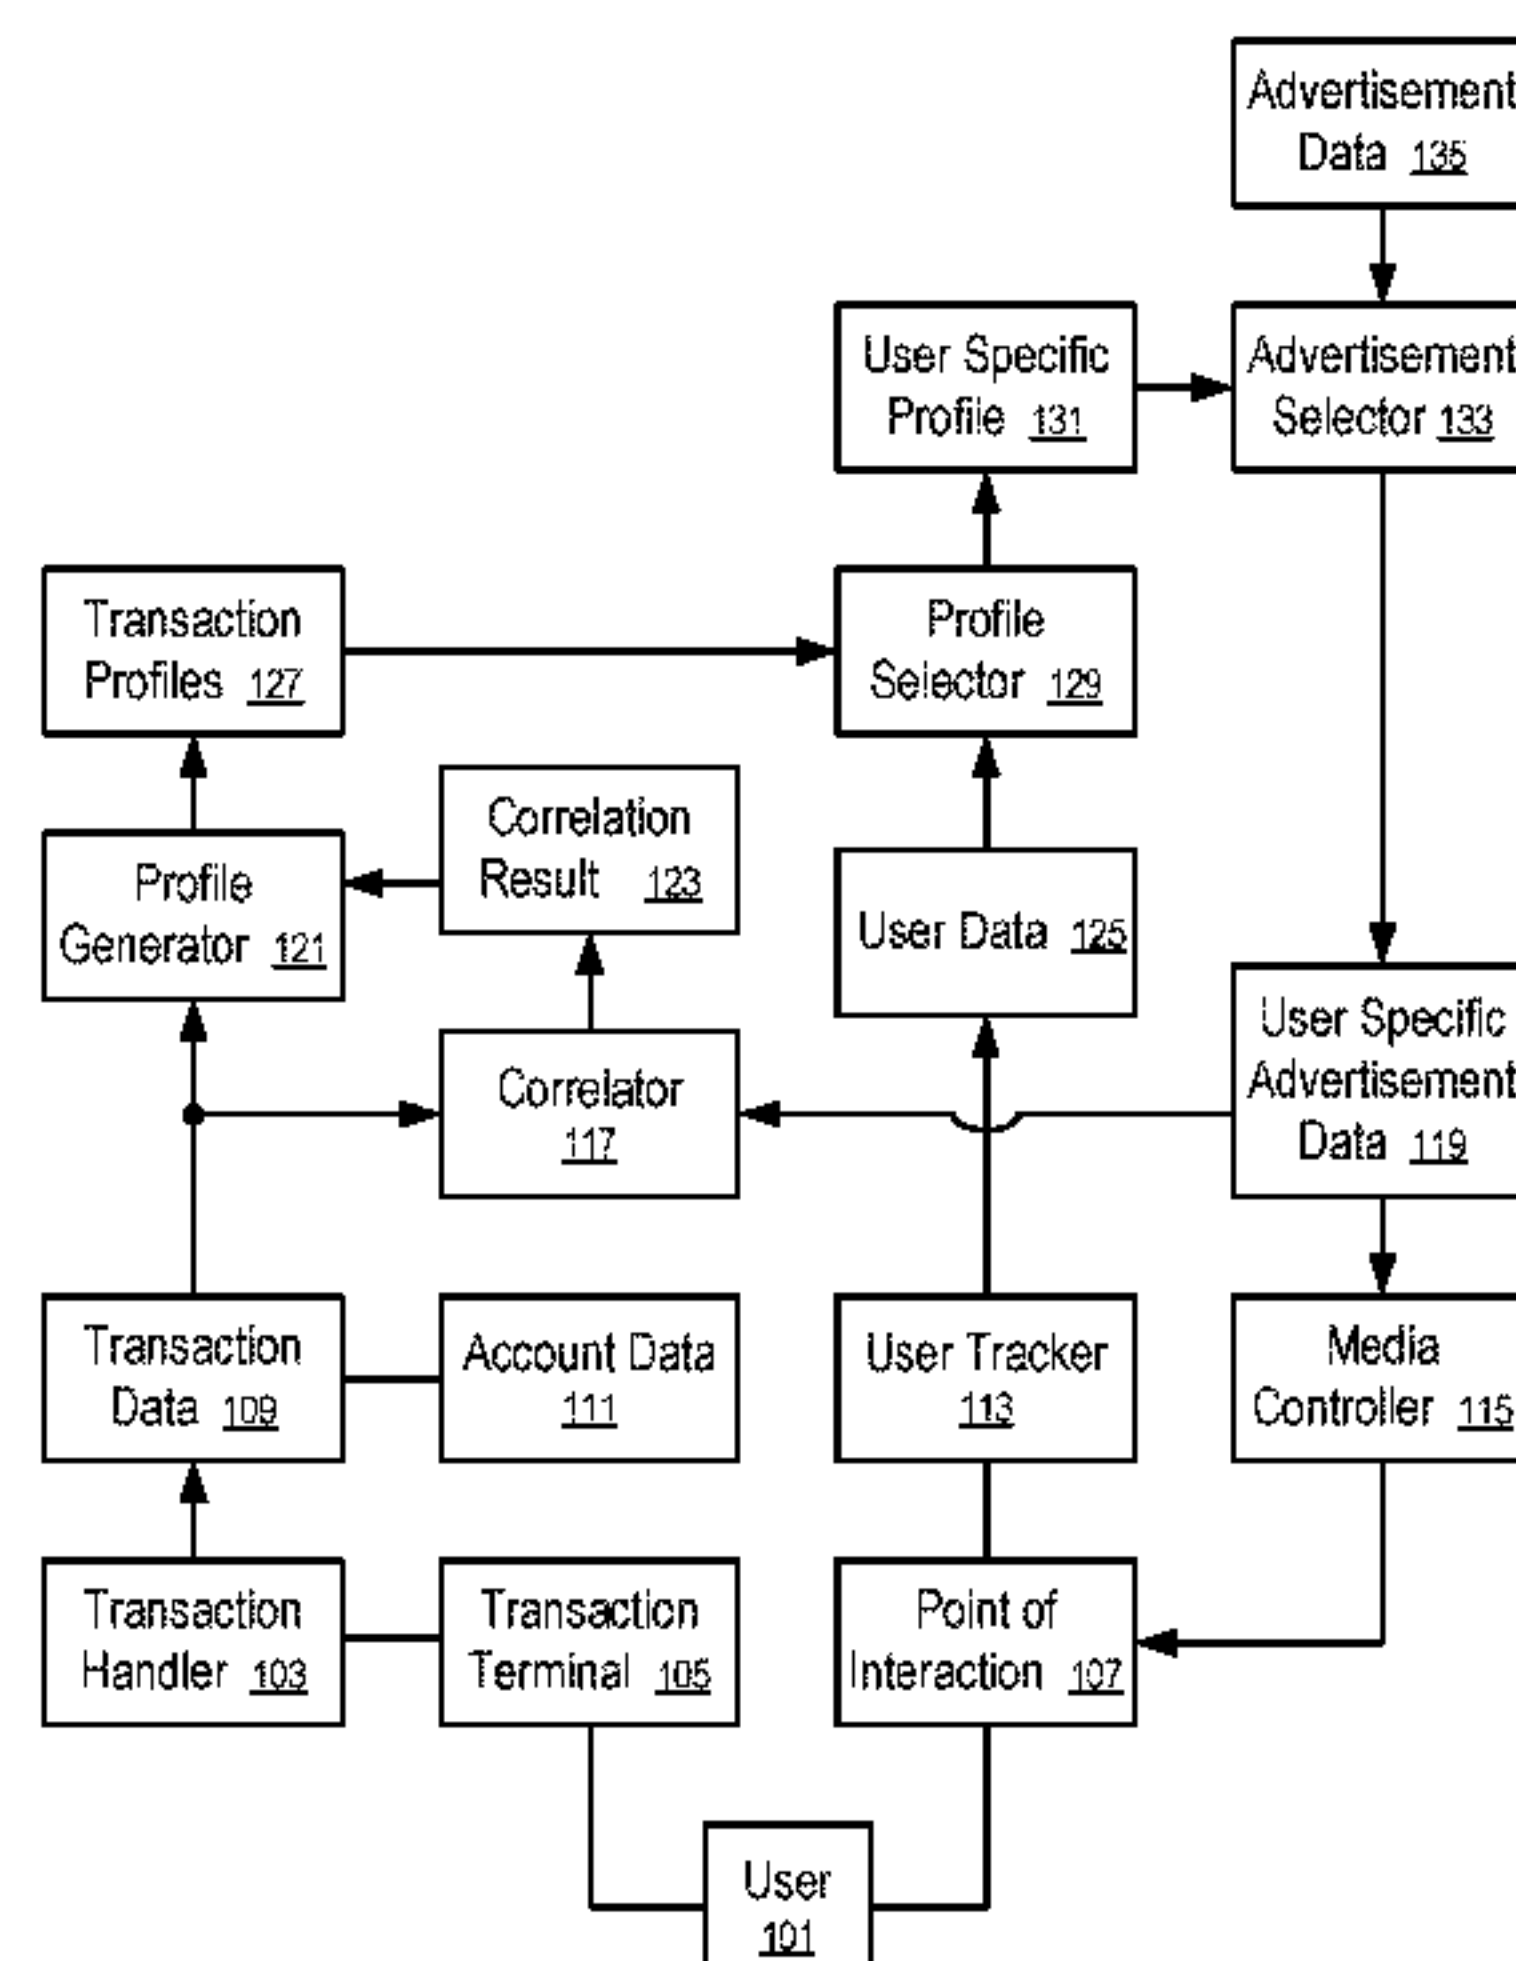 Advertisement
Data 135
User Specific
Profile 131
Advertisement
Selector 133
Transaction
Profiles 127
Profile
Selector 129
Correlation
Result 123
Profile
Generator 121
User Data 125
User Specific
Advertisement
Data 119
Correlator
117
Transaction
Data 109
Account Data
111
User Tracker
113
Media
Controller 115
Transaction
Handler 103
Transaction
Terminal 105
Point of
Interaction 107
User
101